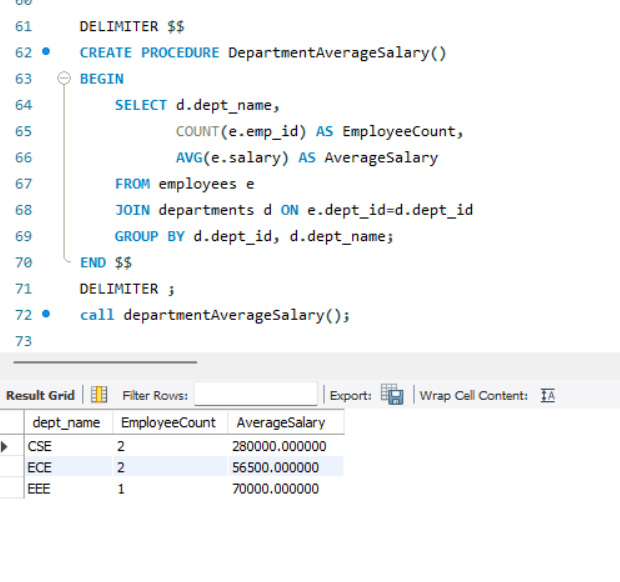 60
61 DELIMITER $$
62 CREATE PROCEDURE DepartmentAverageSalary()
63 BEGIN
64 SELECT d.dept_name,
65 COUNT(e.emp_id) AS EmployeeCount,
66 AVG(e.salary) AS AverageSalary
67 FROM employees e
68 JOIN departments d ON e.dept_id=d.dept_id
69 GROUP BY d.dept_id, d.dept_name;
70 END $$
71 DELIMITER ;
72 call departmentAverageSalary();
73
Result Grid Filter Rows: Export: Wrap Cell Content: IA
dept_name EmployeeCount AverageSalary
CSE 2 280000.000000
ECE 2 56500.000000
EEE 1 70000.000000